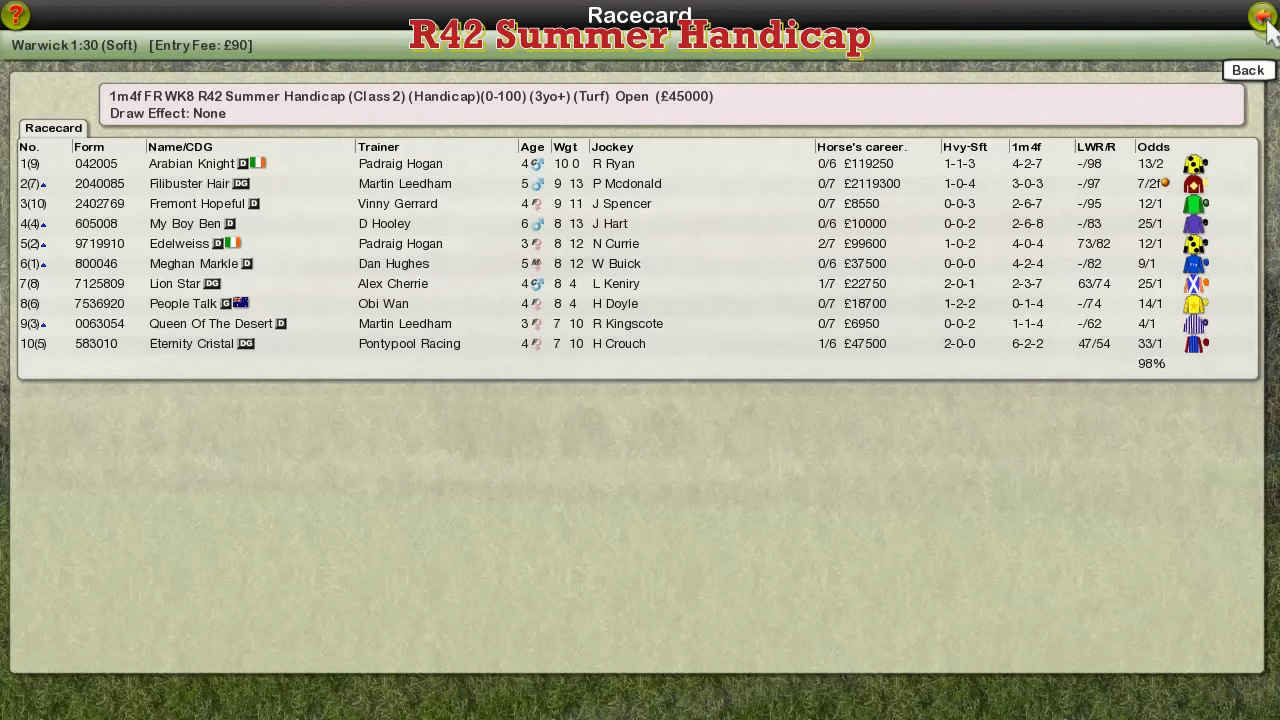 Racecard
R42 Summer Handicap
Warwick 1:30 (Soft) [Entry Fee: £90]
Back
1m4f FR WK8 R42 Summer Handicap (Class 2) (Handicap)(0-100) (3yo+) (Turf) Open (£45000)
Draw Effect: None
Racecard
No. Form Name/CDG Trainer Age Wgt Jockey Horse's career. Hvy-Sft 1m4f LWR/R Odds
1(9) 042005 Arabian Knight D Padraig Hogan 4 10 0 R Ryan 0/6 £119250 1-1-3 4-2-7 -/98 13/2
2(7) 2040085 Filibuster Hair DG Martin Leedham 5 9 13 P Mcdonald 0/7 £2119300 1-0-4 3-0-3 -/97 7/2f
3(10) 2402769 Fremont Hopeful D Vinny Gerrard 4 9 11 J Spencer 0/7 £8550 0-0-3 2-6-7 -/95 12/1
4(4) 605008 My Boy Ben D D Hooley 6 8 13 J Hart 0/6 £10000 0-0-2 2-6-8 -/83 25/1
5(2) 9719910 Edelweiss D Padraig Hogan 3 8 12 N Currie 2/7 £99600 1-0-2 4-0-4 73/82 12/1
6(1) 800046 Meghan Markle D Dan Hughes 5 8 12 W Buick 0/6 £37500 0-0-0 4-2-4 -/82 9/1
7(8) 7125809 Lion Star DG Alex Cherrie 4 8 4 L Keniry 1/7 £22750 2-0-1 2-3-7 63/74 25/1
8(6) 7536920 People Talk G Obi Wan 4 8 4 H Doyle 0/7 £18700 1-2-2 0-1-4 -/74 14/1
9(3) 0063054 Queen Of The Desert D Martin Leedham 3 7 10 R Kingscote 0/7 £6950 0-0-2 1-1-4 -/62 4/1
10(5) 583010 Eternity Cristal DG Pontypool Racing 4 7 10 H Crouch 1/6 £47500 2-0-0 6-2-2 47/54 33/1
98%